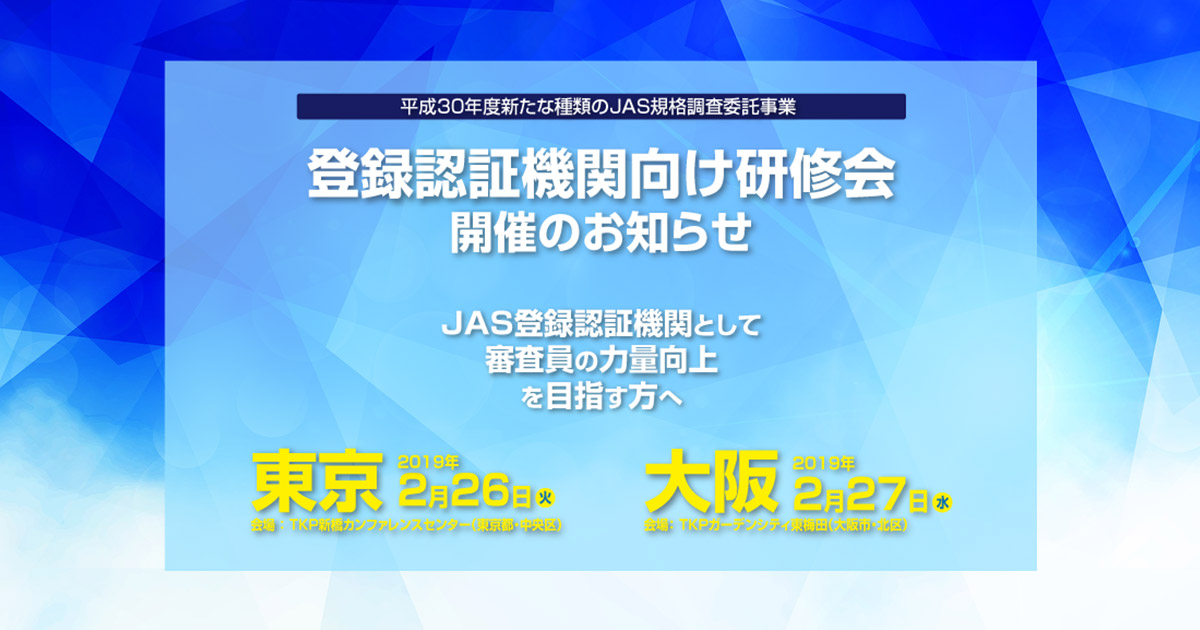 平成30年度新たな種類のJAS規格調査委託事業
登録認証機関向け研修会
開催のお知らせ
JAS登録認証機関として
審査員の力量向上
を目指す方へ
東京 2019年 2月26日 火
会場：TKP新橋カンファレンスセンター(東京都・中央区)
大阪 2019年 2月27日 水
会場：TKPガーデンシティ東梅田(大阪市・北区)